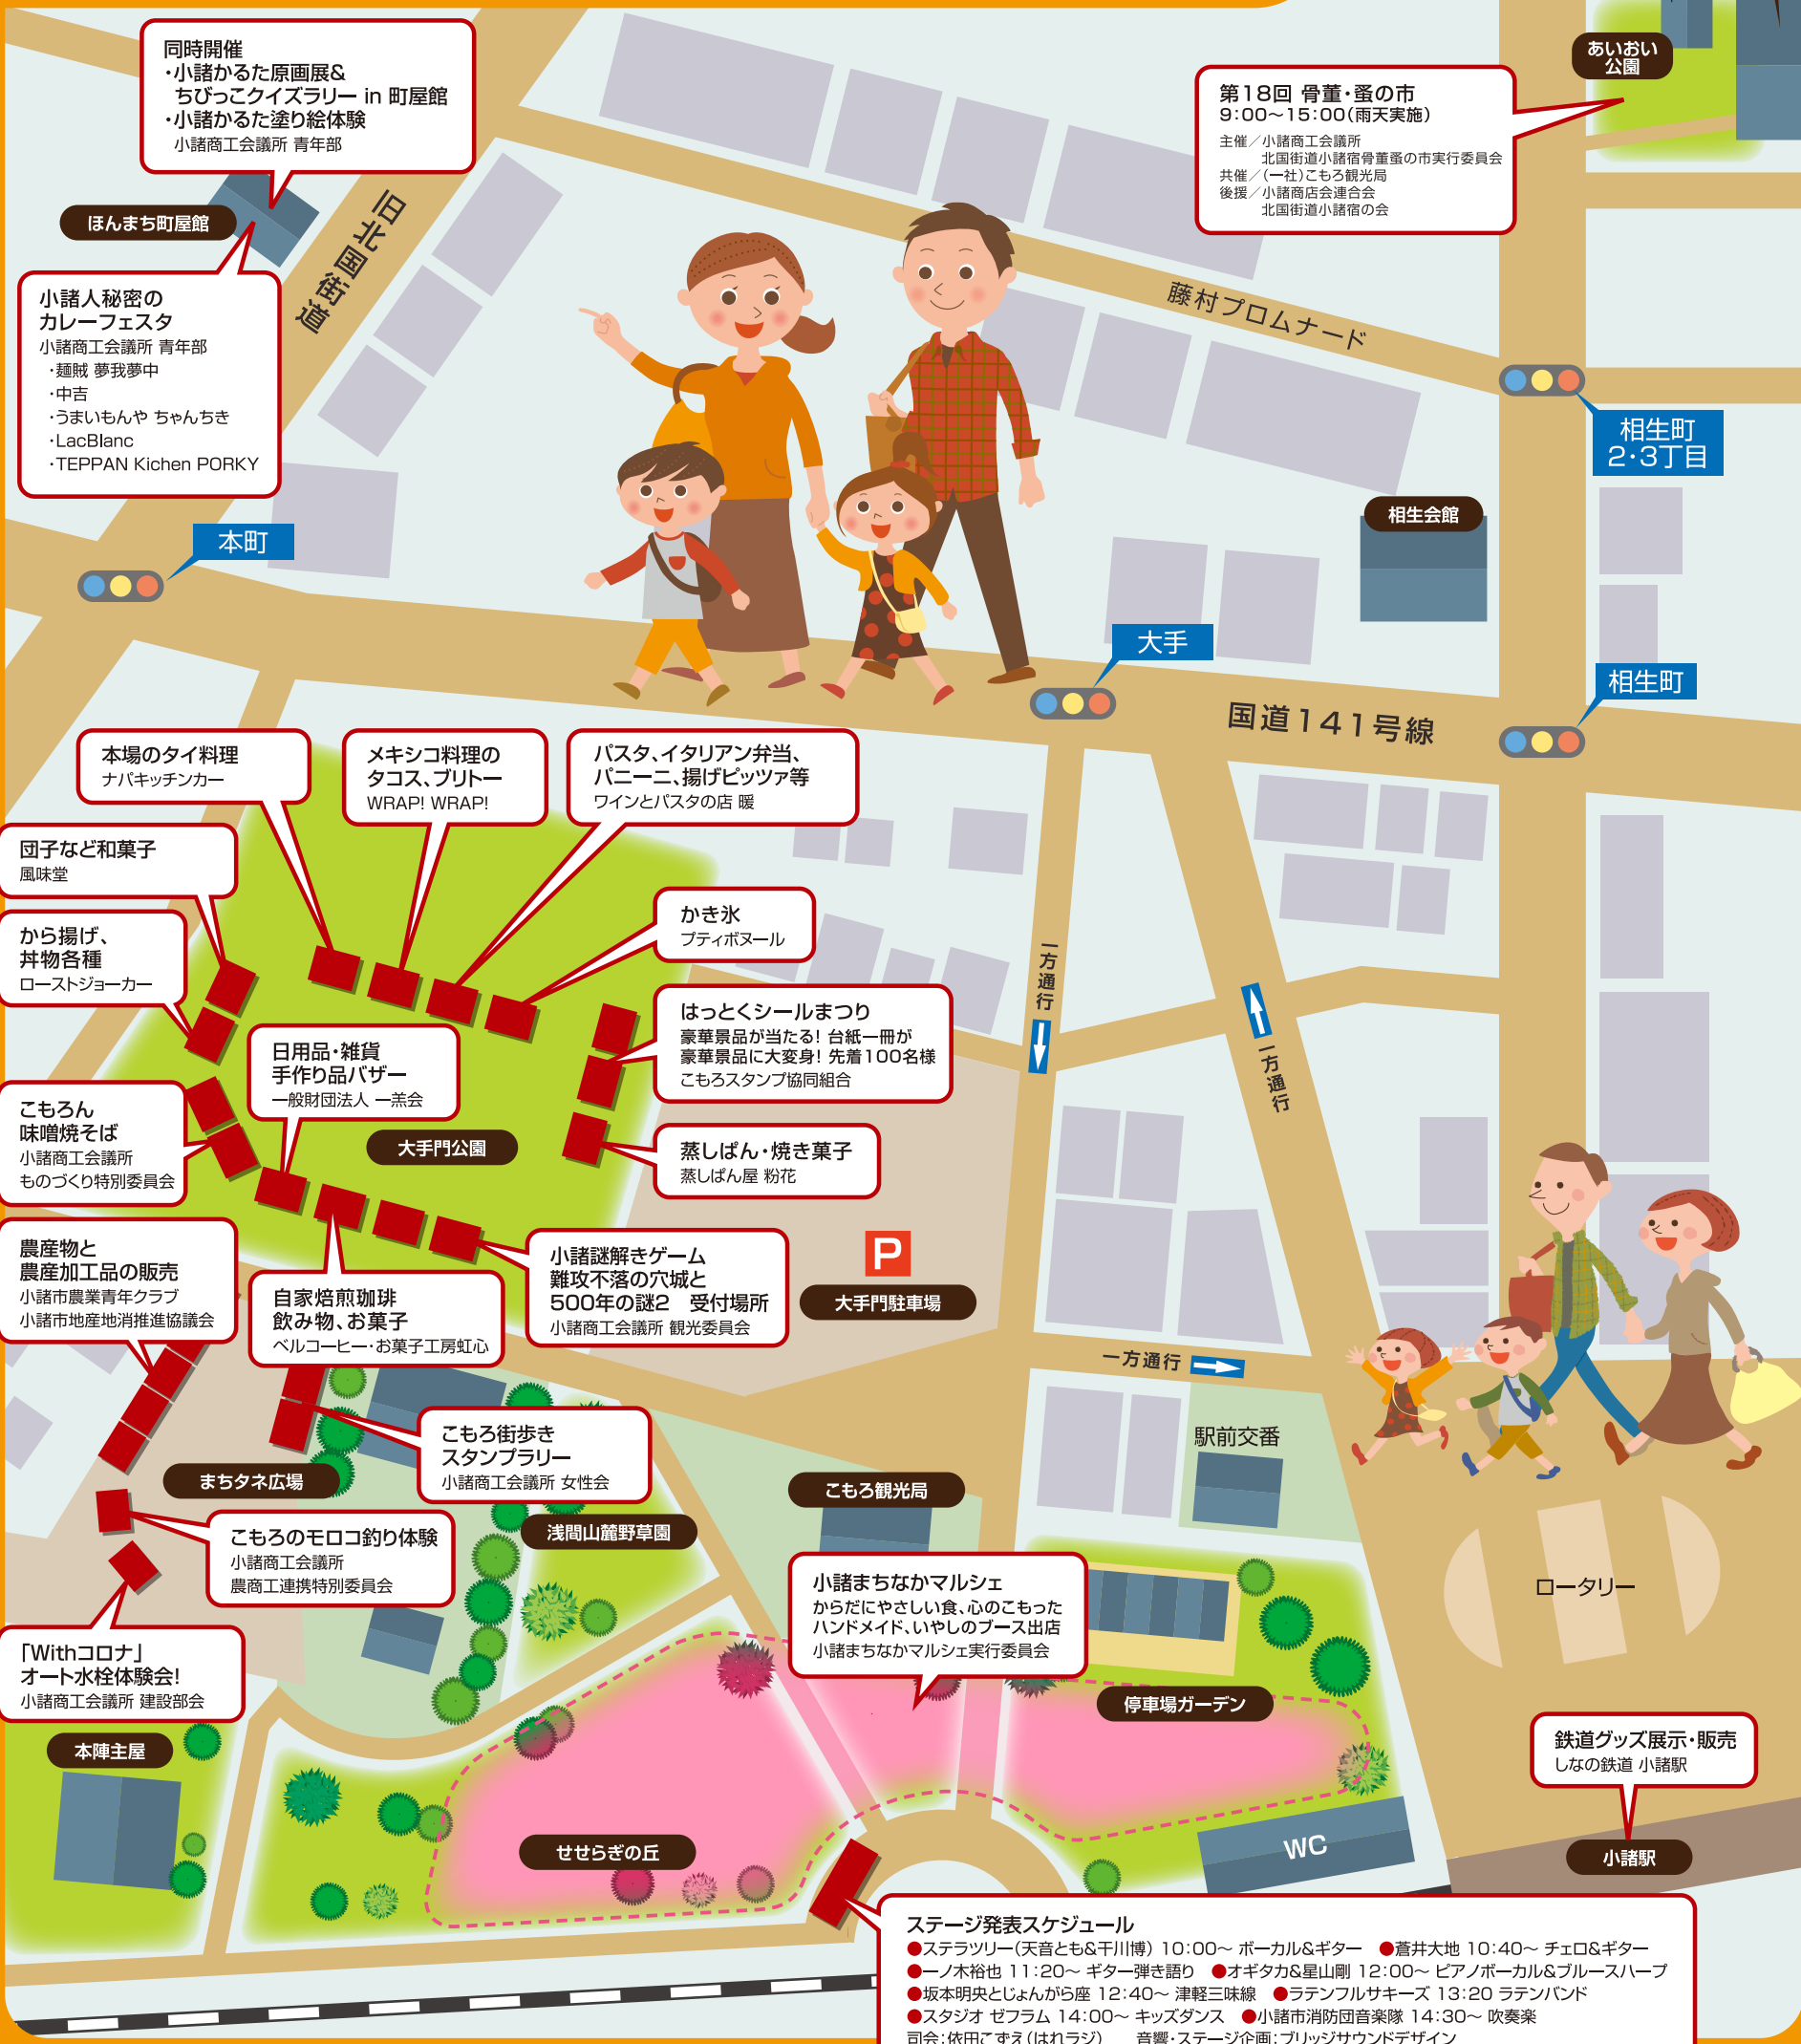 同時開催
・小諸かるた原画展&
ちびっこクイズラリー in 町屋館
・小諸かるた塗り絵体験
小諸商工会議所 青年部
あいおい
公園
第18回 骨董・蚤の市
9:00〜15:00(雨天実施)
主催／小諸商工会議所
北国街道小諸宿骨董蚤の市実行委員会
共催／(一社)こもろ観光局
後援／小諸商店会連合会
北国街道小諸宿の会
ほんまち町屋館
旧北国街道
小諸人秘密の
カレーフェスタ
小諸商工会議所 青年部
・麺賊 夢我夢中
・中吉
・うまいもんや ちゃんちき
・LacBlanc
・TEPPAN Kichen PORKY
藤村プロムナード
相生町
2・3丁目
相生会館
本町
大手
相生町
国道141号線
本場のタイ料理
ナパキッチンカー
メキシコ料理の
タコス、ブリトー
WRAP! WRAP!
パスタ、イタリアン弁当、
パニーニ、揚げピッツァ等
ワインとパスタの店 暖
団子など和菓子
風味堂
かき氷
プティボヌール
から揚げ、
丼物各種
ローストジョーカー
一方通行
はっとくシールまつり
豪華景品が当たる! 台紙一冊が
豪華景品に大変身! 先着100名様
こもろスタンプ協同組合
一方通行
日用品・雑貨
手作り品バザー
一般財団法人 一羔会
こもろん
味噌焼そば
小諸商工会議所
ものづくり特別委員会
大手門公園
蒸しぱん・焼き菓子
蒸しぱん屋 粉花
農産物と
農産加工品の販売
小諸市農業青年クラブ
小諸市地産地消推進協議会
自家焙煎珈琲
飲み物、お菓子
ベルコーヒー・お菓子工房虹心
小諸謎解きゲーム
難攻不落の穴城と
500年の謎2　受付場所
小諸商工会議所 観光委員会
P
大手門駐車場
一方通行
こもろ街歩き
スタンプラリー
小諸商工会議所 女性会
駅前交番
まちタネ広場
こもろ観光局
こもろのモロコ釣り体験
小諸商工会議所
農商工連携特別委員会
浅間山麓野草園
小諸まちなかマルシェ
からだにやさしい食、心のこもった
ハンドメイド、いやしのブース出店
小諸まちなかマルシェ実行委員会
ロータリー
「Withコロナ」
オート水栓体験会!
小諸商工会議所 建設部会
停車場ガーデン
本陣主屋
鉄道グッズ展示・販売
しなの鉄道 小諸駅
せせらぎの丘
WC
小諸駅
ステージ発表スケジュール
●ステラツリー(天音とも&干川博) 10:00〜 ボーカル&ギター ●蒼井大地 10:40〜 チェロ&ギター
●一ノ木裕也 11:20〜 ギター弾き語り ●オギタカ&星山剛 12:00〜 ピアノボーカル&ブルースハープ
●坂本明央とじょんがら座 12:40〜 津軽三味線 ●ラテンフルサキーズ 13:20 ラテンバンド
●スタジオ ゼフラム 14:00〜 キッズダンス ●小諸市消防団音楽隊 14:30〜 吹奏楽
司会:依田こずえ(はれラジ)　音響・ステージ企画:ブリッジサウンドデザイン